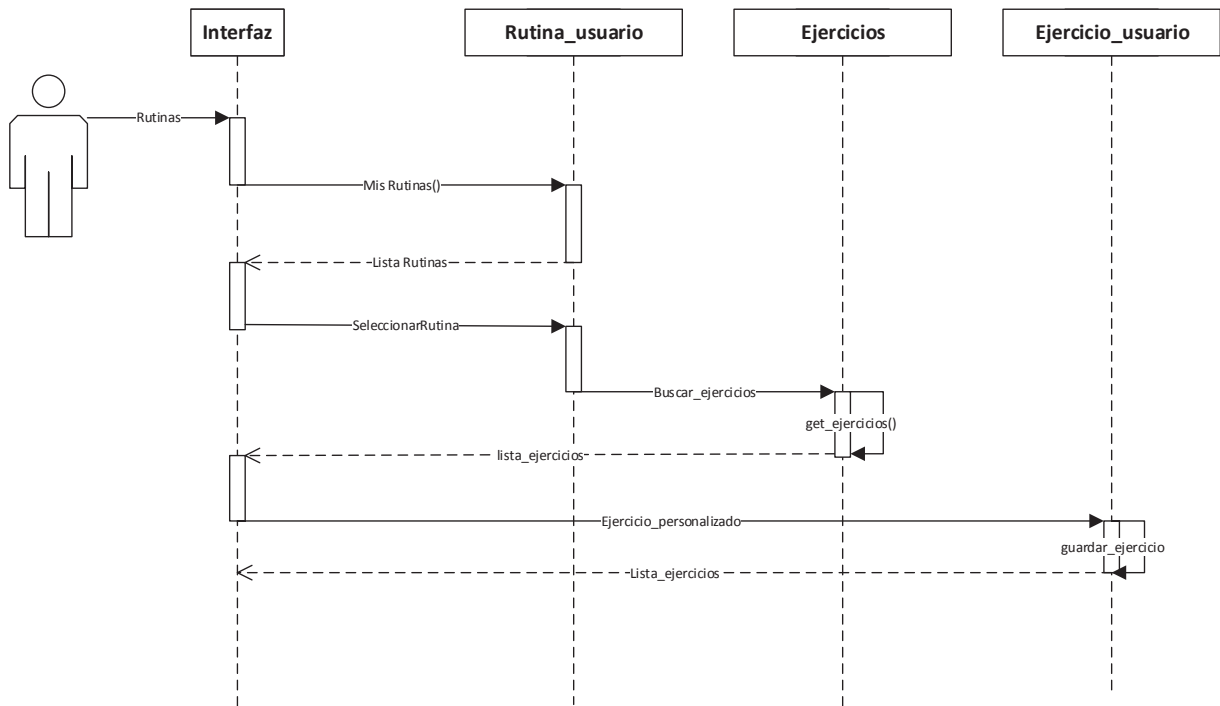 Interfaz
Rutina_usuario
Ejercicios
Ejercicio_usuario
Rutinas
Mis Rutinas()
Lista Rutinas
SeleccionarRutina
Buscar_ejercicios
get_ejercicios()
lista_ejercicios
Ejercicio_personalizado
guardar_ejercicio
Lista_ejercicios